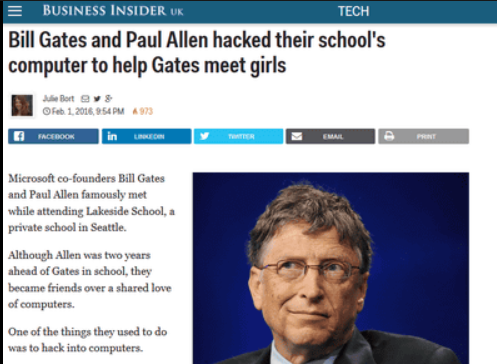 BUSINESS INSIDER UK
TECH
Bill Gates and Paul Allen hacked their school's
computer to help Gates meet girls
Julie Bort
Feb. 1, 2016, 9:54 PM 973
FACEBOOK
LINKEDIN
TWITTER
EMAIL
PRINT
Microsoft co-founders Bill Gates
and Paul Allen famously met
while attending Lakeside School, a
private school in Seattle.
Although Allen was two years
ahead of Gates in school, they
became friends over a shared love
of computers.
One of the things they used to do
was to hack into computers.